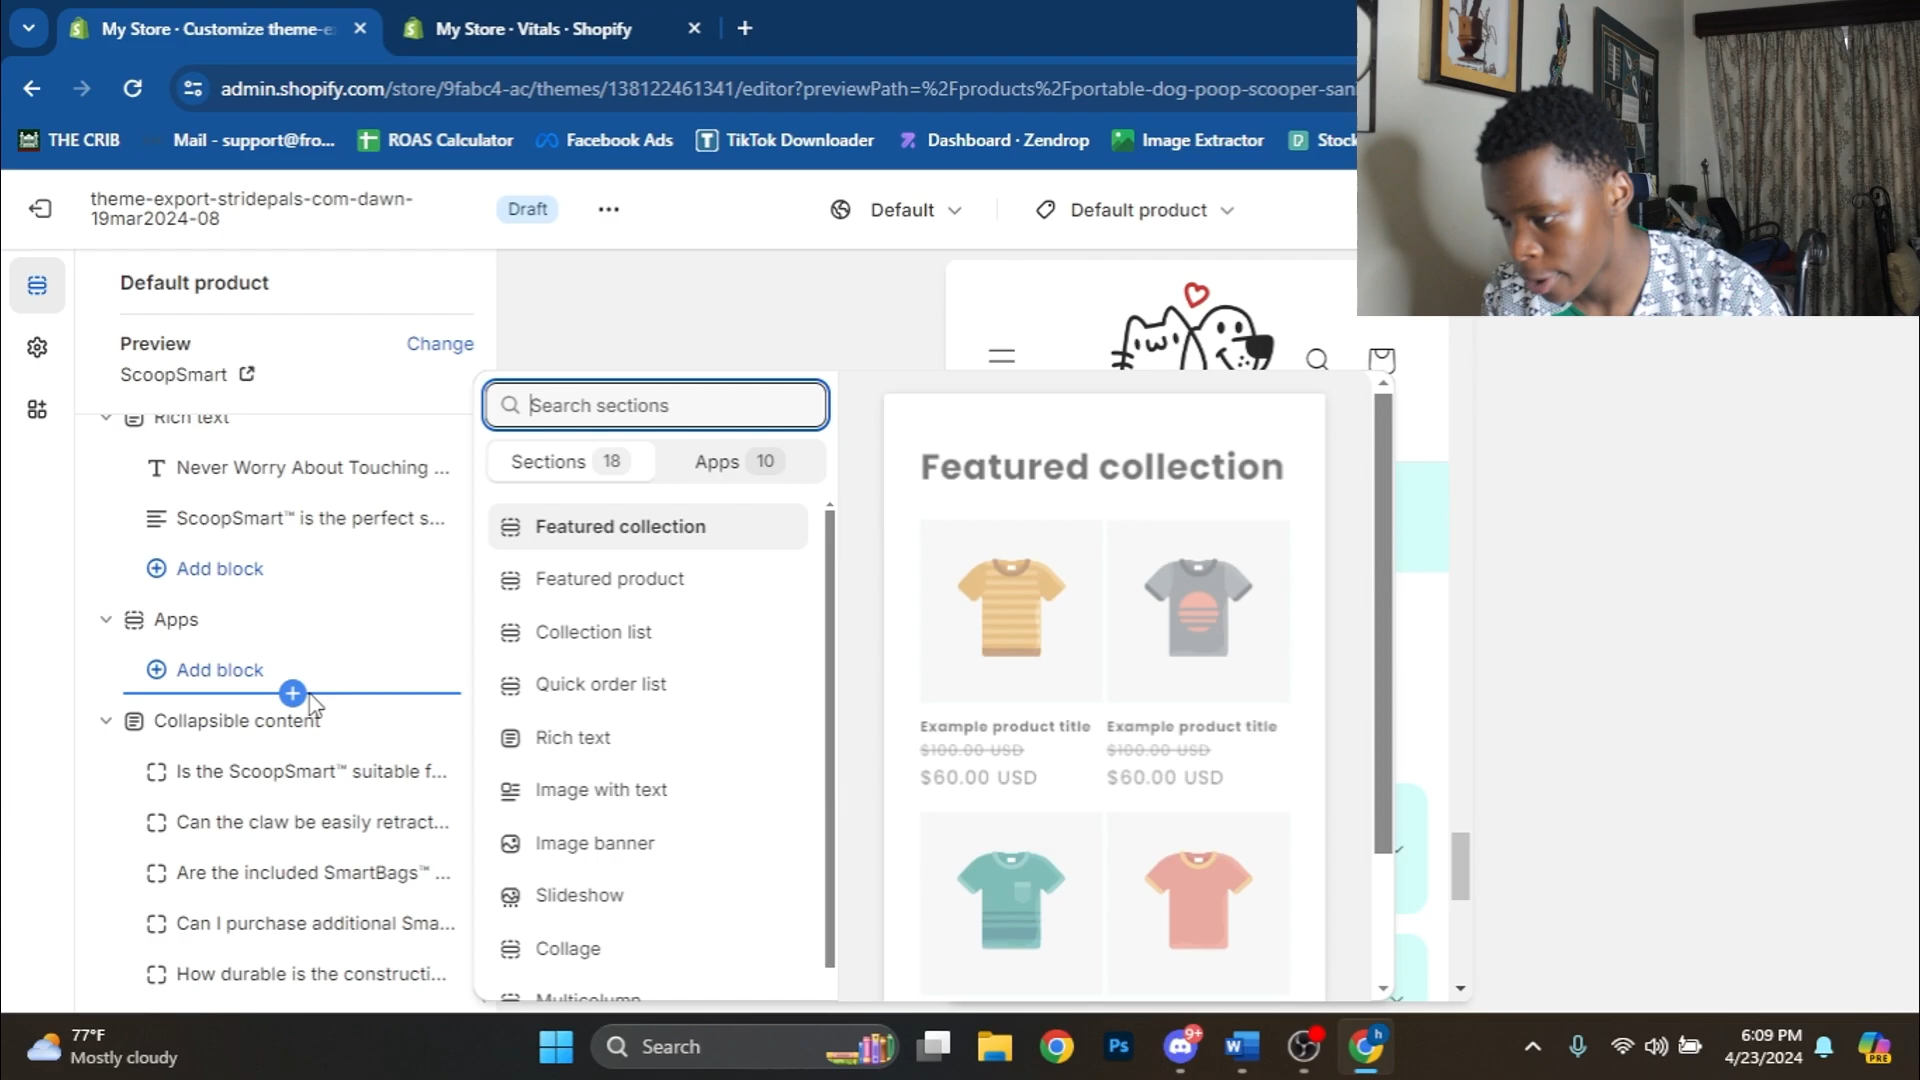 My Store · Customize theme-e
My Store · Vitals · Shopify
admin.shopify.com/store/9fabc4-ac/themes/138122461341/editor?previewPath=%2Fproducts%2Fportable-dog-poop-scooper-san
THE CRIB
Mail - support@fro...
ROAS Calculator
Facebook Ads
TikTok Downloader
Dashboard · Zendrop
Image Extractor
Stock
theme-export-stridepals-com-dawn-
19mar2024-08
Draft
Default
Default product
Default product
Preview
Change
ScoopSmart
Rich text
Never Worry About Touching ...
ScoopSmart™ is the perfect s...
Add block
Apps
Add block
Collapsible content
Is the ScoopSmart™ suitable f...
Can the claw be easily retract...
Are the included SmartBags™ ...
Can I purchase additional Sma...
How durable is the constructi...
Search sections
Sections 18
Apps 10
Featured collection
Featured product
Collection list
Quick order list
Rich text
Image with text
Image banner
Slideshow
Collage
Multicolumn
Featured collection
Example product title
$100.00 USD
$60.00 USD
Example product title
$100.00 USD
$60.00 USD
77°F
Mostly cloudy
Search
Ps
9+
W
h
6:09 PM
4/23/2024
PRE